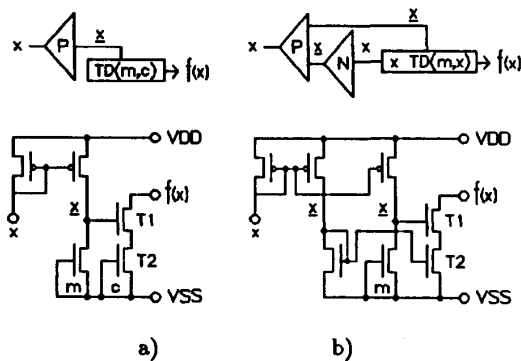 x P x
TD(m,c) f(x)
x P x N x x TD(m,x) f(x)
x
VDD
f(x)
x T1
T2
x
m c
VSS
VDD
f(x)
x x T1
T2
x
m
VSS
a) b)